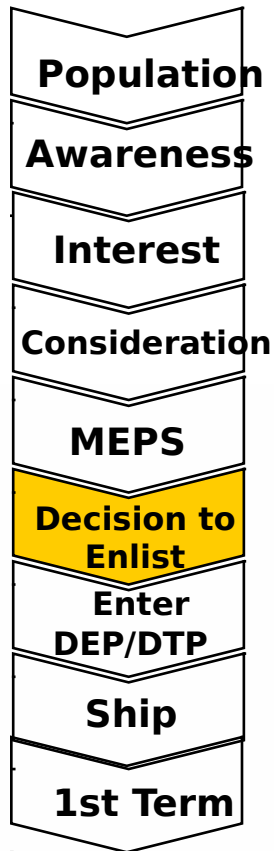 Population
Awareness
Interest
Consideration
MEPS
Decision to
Enlist
Enter
DEP/DTP
Ship
1st Term